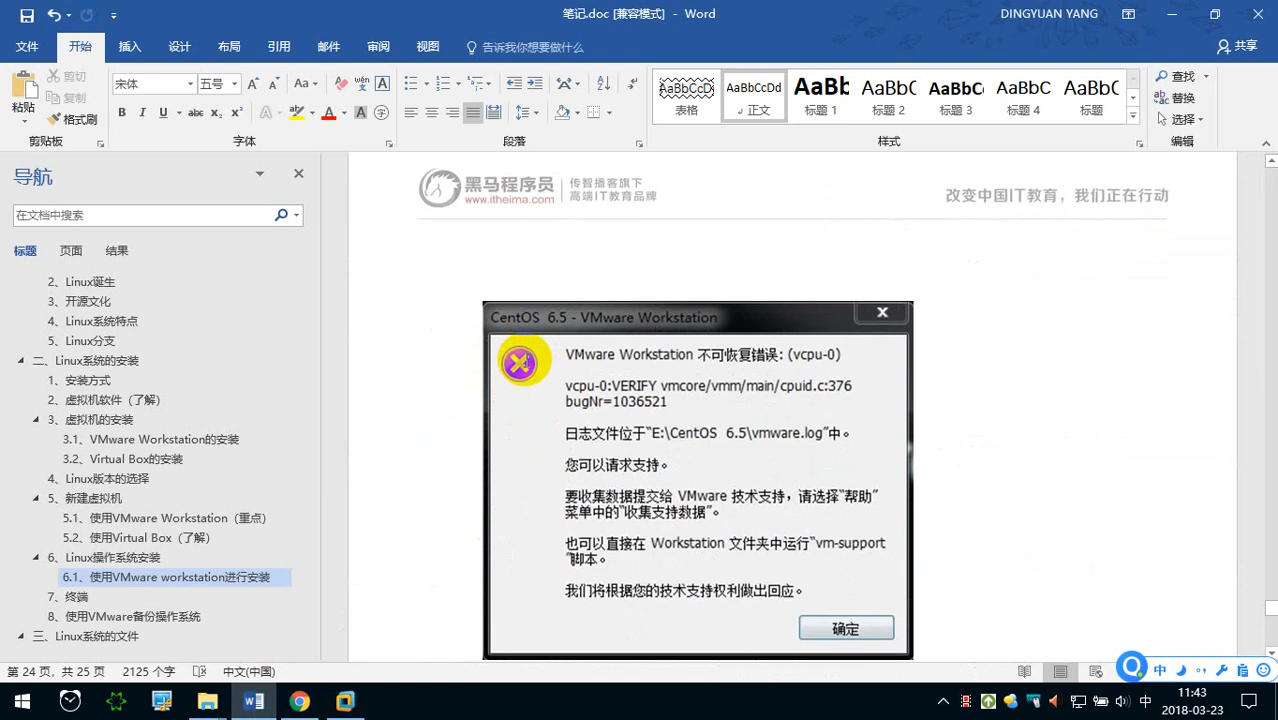 笔记.doc [兼容模式] - Word
DINGYUAN YANG
文件 开始 插入 设计 布局 引用 邮件 审阅 视图 告诉我你想要做什么 共享
粘贴 剪切 复制 格式刷
宋体 五号
查找 替换 选择
AaBbCcDd AaBbCcDd AaBb AaBbC AaBbC AaBbC AaBbC
表格 正文 标题 1 标题 2 标题 3 标题 4 标题
剪贴板 字体 段落 样式 编辑
导航
在文档中搜索
标题 页面 结果
2、Linux诞生
3、开源文化
4、Linux系统特点
5、Linux分支
二、Linux系统的安装
1、安装方式
2、虚拟机软件（了解）
3、虚拟机的安装
3.1、VMware Workstation的安装
3.2、Virtual Box的安装
4、Linux版本的选择
5、新建虚拟机
5.1、使用VMware Workstation（重点）
5.2、使用Virtual Box（了解）
6、Linux操作系统安装
6.1、使用VMware workstation进行安装
7、终端
8、使用VMware备份操作系统
三、Linux系统的文件
黑马程序员
www.itheima.com
传智播客旗下
高端IT教育品牌
改变中国IT教育，我们正在行动
CentOS 6.5 - VMware Workstation
VMware Workstation 不可恢复错误: (vcpu-0)
vcpu-0:VERIFY vmcore/vmm/main/cpuid.c:376
bugNr=1036521
日志文件位于“E:\CentOS 6.5\vmware.log”中。
您可以请求支持。
要收集数据提交给 VMware 技术支持，请选择“帮助”
菜单中的“收集支持数据”。
也可以直接在 Workstation 文件夹中运行“vm-support
”脚本。
我们将根据您的技术支持权利做出回应。
确定
第 24 页，共 25 页 2125 个字 中文(中国)
中
中 11:43
2018-03-23